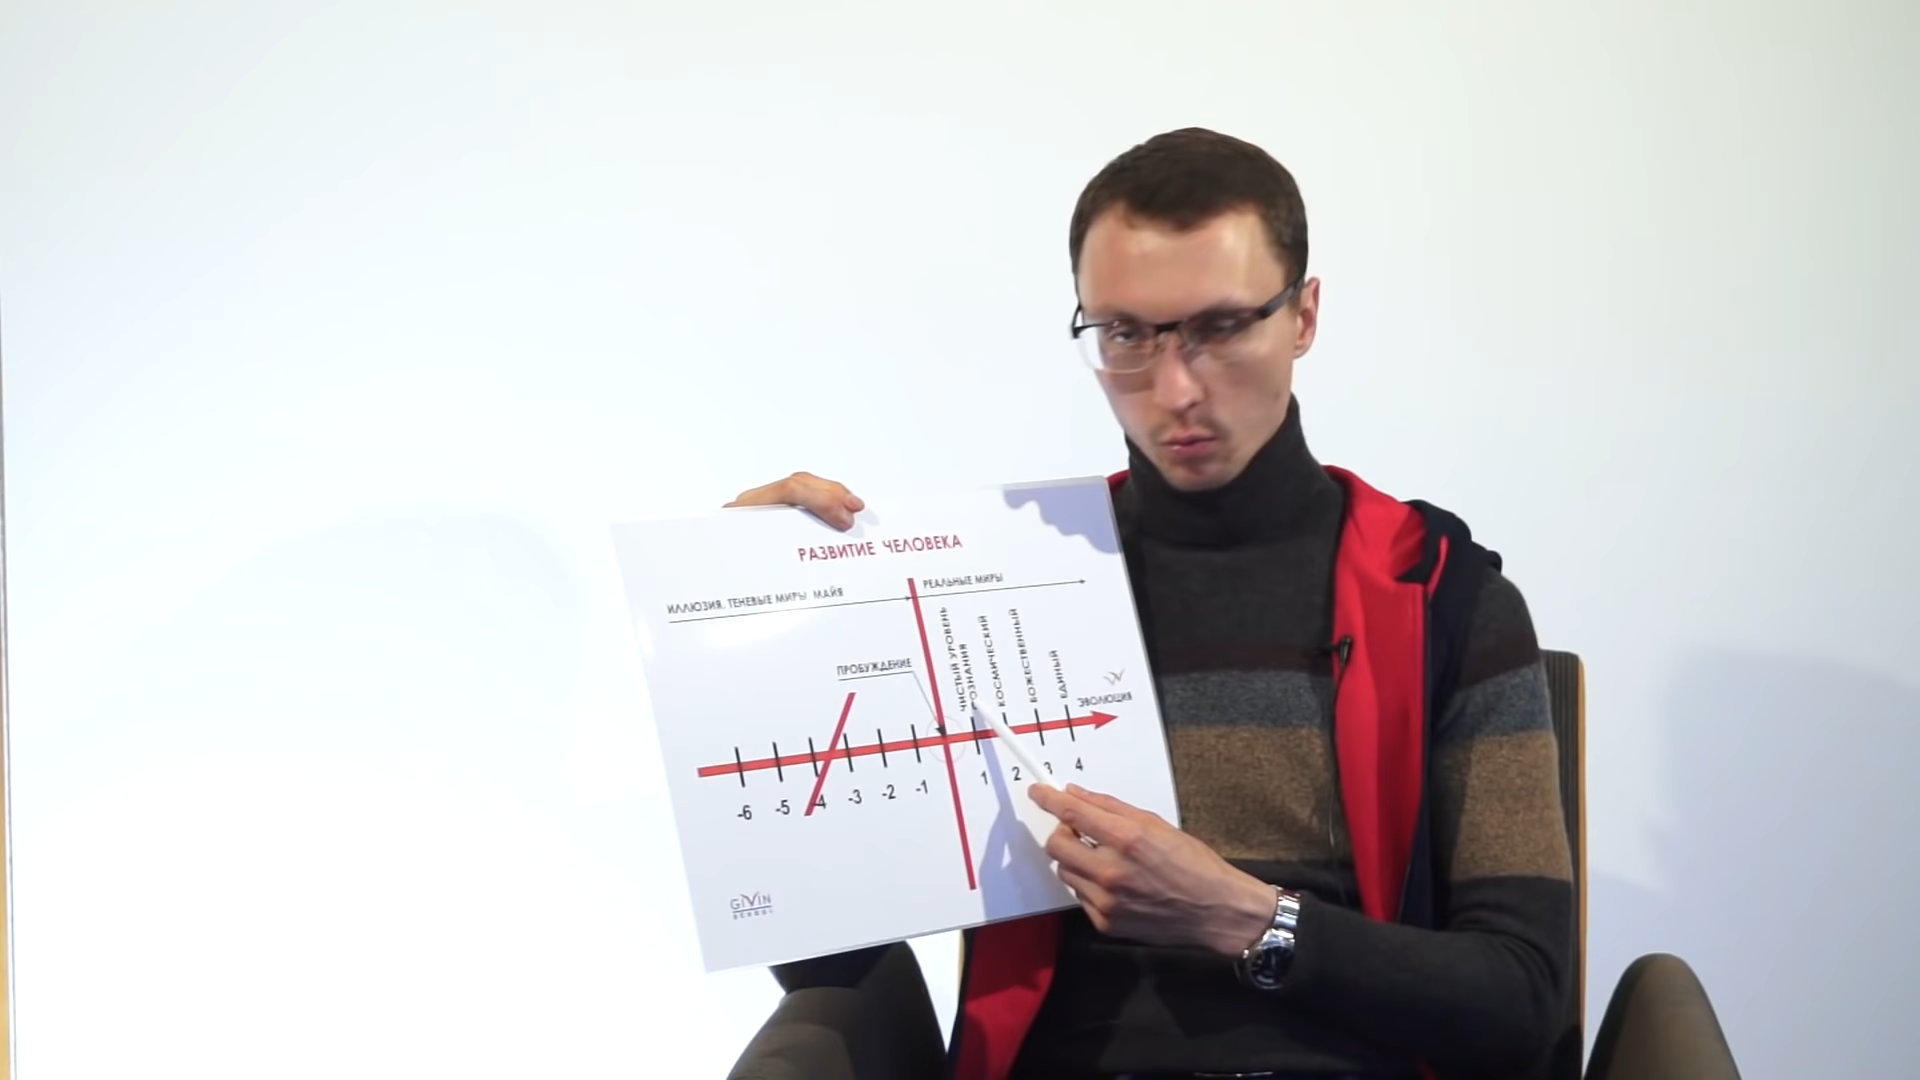 РАЗВИТИЕ ЧЕЛОВЕКА
ИЛЛЮЗИЯ. ТЕНЕВЫЕ МИРЫ МАЙЯ
РЕАЛЬНЫЕ МИРЫ
ПРОБУЖДЕНИЕ
ЧИСТЫЙ УРОВЕНЬ
СОЗНАНИЯ
КОСМИЧЕСКИЙ
БОЖЕСТВЕННЫЙ
ЕДИНЫЙ
ЭВОЛЮЦИЯ
-6 -5 -4 -3 -2 -1 1 2 3 4
GIVIN
SCHOOL